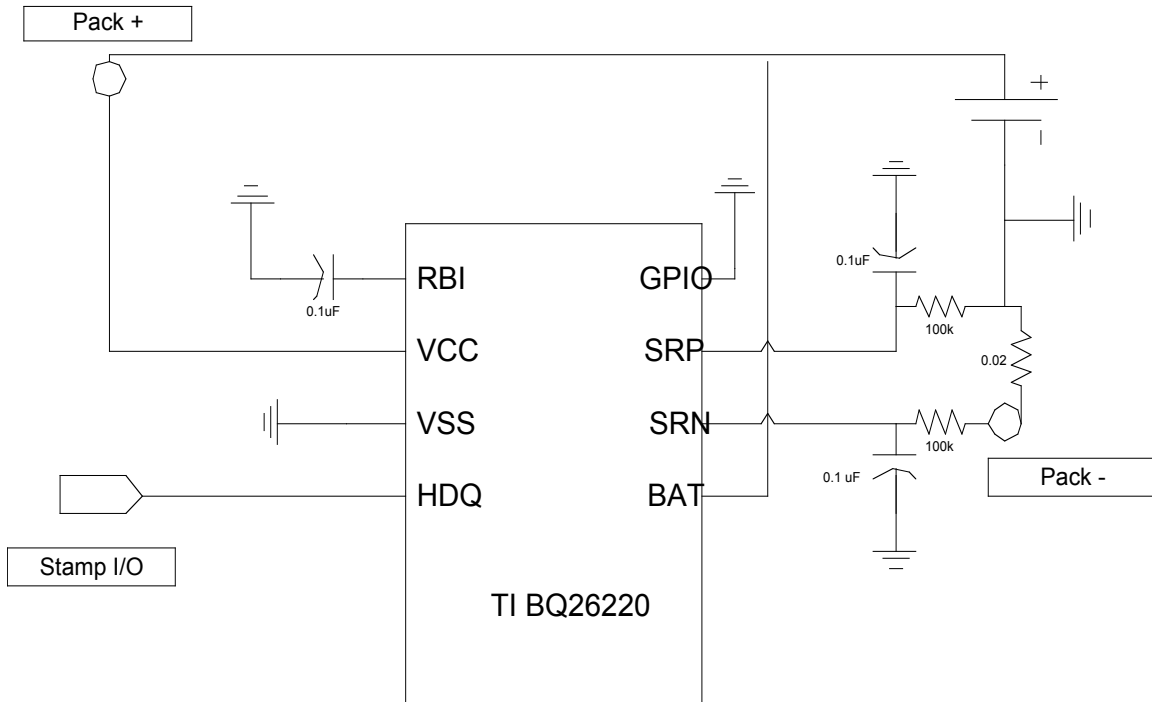 Pack +
+
-
0.1uF
RBI
GPIO
0.1uF
100k
VCC
SRP
0.02
VSS
SRN
100k
0.1 uF
Pack -
HDQ
BAT
Stamp I/O
TI BQ26220